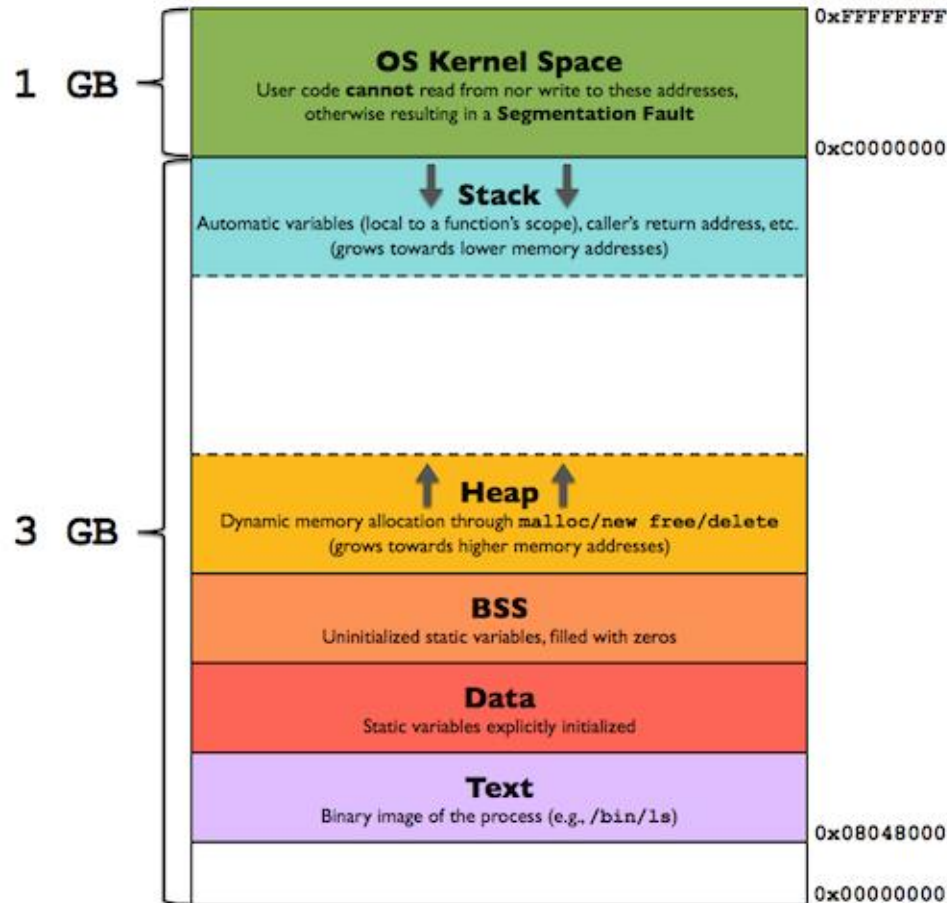 0xFFFFFFFF
OS Kernel Space
User code cannot read from nor write to these addresses,
otherwise resulting in a Segmentation Fault
1 GB
0xC0000000
Stack
Automatic variables (local to a function's scope), caller's return address, etc.
(grows towards lower memory addresses)
Heap
Dynamic memory allocation through malloc/new free/delete
(grows towards higher memory addresses)
3 GB
BSS
Uninitialized static variables, filled with zeros
Data
Static variables explicitly initialized
Text
Binary image of the process (e.g., /bin/ls)
0x08048000
0x00000000